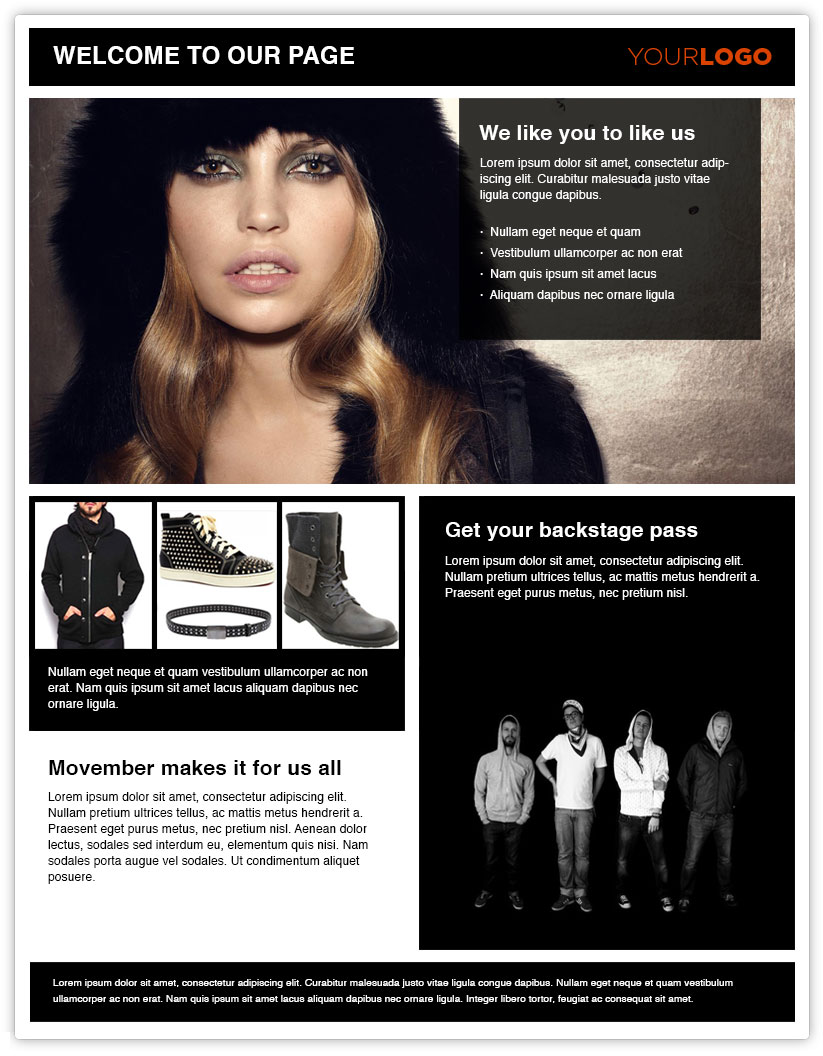 WELCOME TO OUR PAGE
YOURLOGO
We like you to like us
Lorem ipsum dolor sit amet, consectetur adip-
iscing elit. Curabitur malesuada justo vitae
ligula congue dapibus.
· Nullam eget neque et quam
· Vestibulum ullamcorper ac non erat
· Nam quis ipsum sit amet lacus
· Aliquam dapibus nec ornare ligula
Nullam eget neque et quam vestibulum ullamcorper ac non
erat. Nam quis ipsum sit amet lacus aliquam dapibus nec
ornare ligula.
Movember makes it for us all
Lorem ipsum dolor sit amet, consectetur adipiscing elit.
Nullam pretium ultrices tellus, ac mattis metus hendrerit a.
Praesent eget purus metus, nec pretium nisl. Aenean dolor
lectus, sodales sed interdum eu, elementum quis nisi. Nam
sodales porta augue vel sodales. Ut condimentum aliquet
posuere.
Get your backstage pass
Lorem ipsum dolor sit amet, consectetur adipiscing elit.
Nullam pretium ultrices tellus, ac mattis metus hendrerit a.
Praesent eget purus metus, nec pretium nisl.
Lorem ipsum dolor sit amet, consectetur adipiscing elit. Curabitur malesuada justo vitae ligula congue dapibus. Nullam eget neque et quam vestibulum
ullamcorper ac non erat. Nam quis ipsum sit amet lacus aliquam dapibus nec ornare ligula. Integer libero tortor, feugiat ac consequat sit amet.